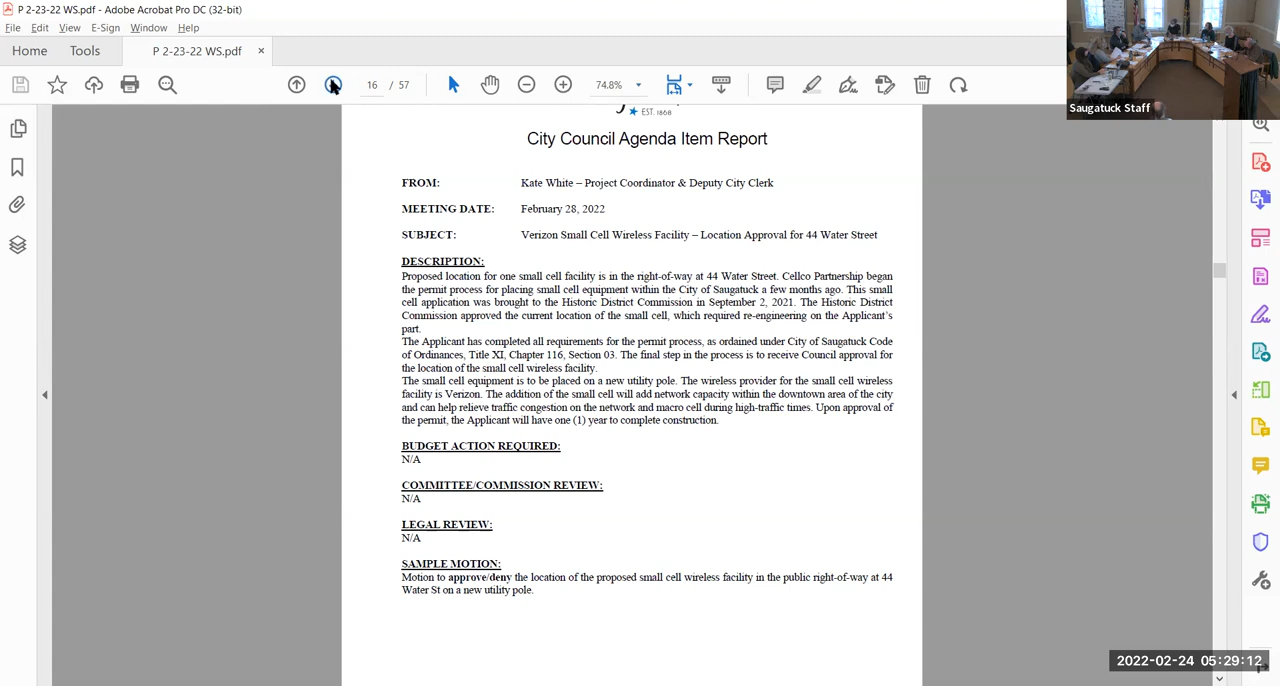 P 2-23-22 WS.pdf - Adobe Acrobat Pro DC (32-bit)
File Edit View E-Sign Window Help
Home Tools P 2-23-22 WS.pdf ×
16 / 57 74.8%
Saugatuck Staff
EST. 1868
City Council Agenda Item Report
FROM: Kate White – Project Coordinator & Deputy City Clerk
MEETING DATE: February 28, 2022
SUBJECT: Verizon Small Cell Wireless Facility – Location Approval for 44 Water Street
DESCRIPTION:
Proposed location for one small cell facility is in the right-of-way at 44 Water Street. Cellco Partnership began
the permit process for placing small cell equipment within the City of Saugatuck a few months ago. This small
cell application was brought to the Historic District Commission in September 2, 2021. The Historic District
Commission approved the current location of the small cell, which required re-engineering on the Applicant's
part.
The Applicant has completed all requirements for the permit process, as ordained under City of Saugatuck Code
of Ordinances, Title XI, Chapter 116, Section 03. The final step in the process is to receive Council approval for
the location of the small cell wireless facility.
The small cell equipment is to be placed on a new utility pole. The wireless provider for the small cell wireless
facility is Verizon. The addition of the small cell will add network capacity within the downtown area of the city
and can help relieve traffic congestion on the network and macro cell during high-traffic times. Upon approval of
the permit, the Applicant will have one (1) year to complete construction.
BUDGET ACTION REQUIRED:
N/A
COMMITTEE/COMMISSION REVIEW:
N/A
LEGAL REVIEW:
N/A
SAMPLE MOTION:
Motion to approve/deny the location of the proposed small cell wireless facility in the public right-of-way at 44
Water St on a new utility pole.
2022-02-24 05:29:12